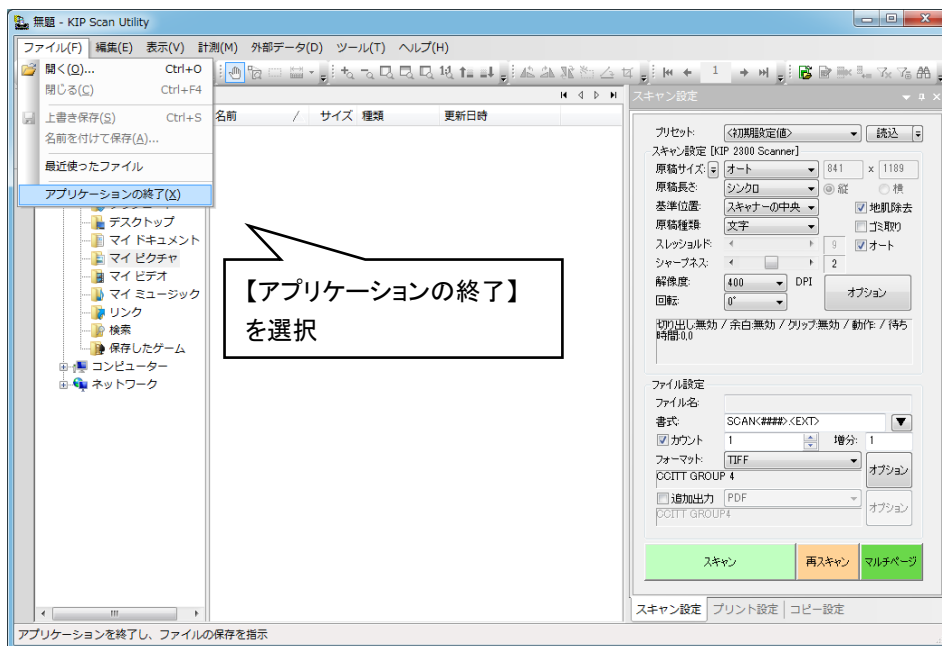 無題 - KIP Scan Utility
ファイル(F) 編集(E) 表示(V) 計測(M) 外部データ(D) ツール(T) ヘルプ(H)
開く(O)... Ctrl+O
閉じる(C) Ctrl+F4
上書き保存(S) Ctrl+S
名前を付けて保存(A)...
最近使ったファイル
アプリケーションの終了(X)
1
名前 / サイズ 種類 更新日時
デスクトップ
マイ ドキュメント
マイ ピクチャ
マイ ビデオ
マイ ミュージック
リンク
検索
保存したゲーム
コンピューター
ネットワーク
【アプリケーションの終了】
を選択
スキャン設定
プリセット: <初期設定値> 読込
スキャン設定 [KIP 2300 Scanner]
原稿サイズ: オート 841 x 1189
原稿長さ: シンクロ 縦 横
基準位置: スキャナーの中央 地肌除去
原稿種類: 文字 ゴミ取り
スレッショルド: 9 オート
シャープネス: 2
解像度: 400 DPI オプション
回転: 0°
切り出し:無効 / 余白:無効 / クリップ:無効 / 動作: / 待ち
時間:0,0
ファイル設定
ファイル名:
書式: SCAN<####>.<EXT>
カウント 1 増分: 1
フォーマット: TIFF オプション
CCITT GROUP 4
追加出力 PDF オプション
CCITT GROUP4
スキャン 再スキャン マルチページ
スキャン設定 プリント設定 コピー設定
アプリケーションを終了し、ファイルの保存を指示